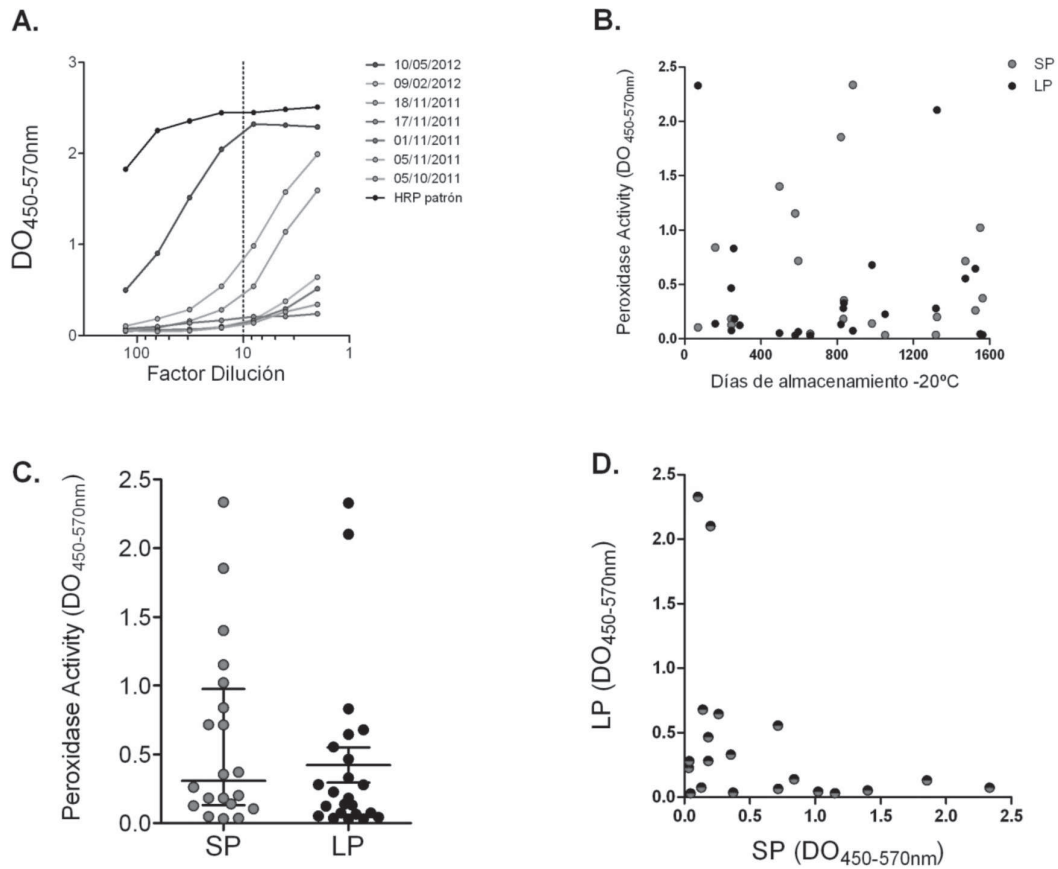 A.
3
2
1
0
DO450-570nm
100
10
1
Factor Dilución
10/05/2012
09/02/2012
18/11/2011
17/11/2011
01/11/2011
05/11/2011
05/10/2011
HRP patrón
B.
SP
LP
2.5
2.0
1.5
1.0
0.5
0.0
Peroxidase Activity (DO450-570nm)
0
400
800
1200
1600
Días de almacenamiento -20ºC
C.
2.5
2.0
1.5
1.0
0.5
0.0
Peroxidase Activity (DO450-570nm)
SP
LP
D.
2.5
2.0
1.5
1.0
0.5
0.0
LP (DO450-570nm)
0.0
0.5
1.0
1.5
2.0
2.5
SP (DO450-570nm)